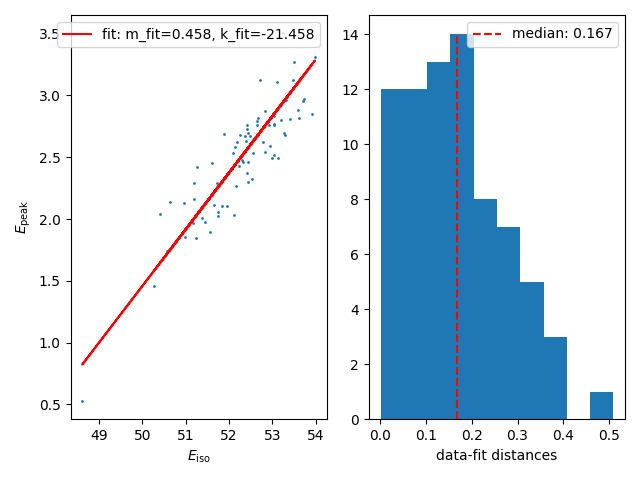 fit: m_fit=0.458, k_fit=-21.458
3.5
3.0
2.5
2.0
1.5
1.0
0.5
E_peak
49 50 51 52 53 54
E_iso
median: 0.167
14
12
10
8
6
4
2
0
0.0 0.1 0.2 0.3 0.4 0.5
data-fit distances